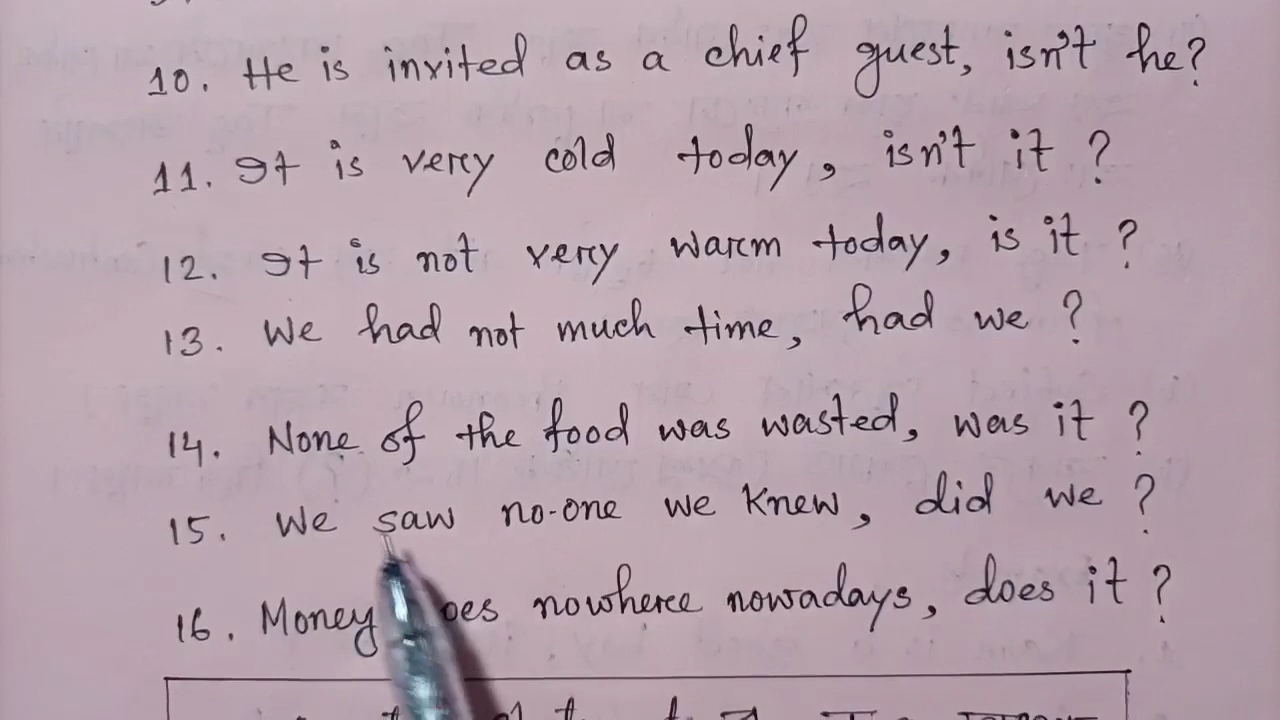 10. He is invited as a chief guest, isn't he?
11. It is very cold today, isn't it ?
12. It is not very warm today, is it ?
13. We had not much time, had we ?
14. None of the food was wasted, was it ?
15. We saw no-one we knew, did we ?
16. Money nowhere nowadays, does it ?